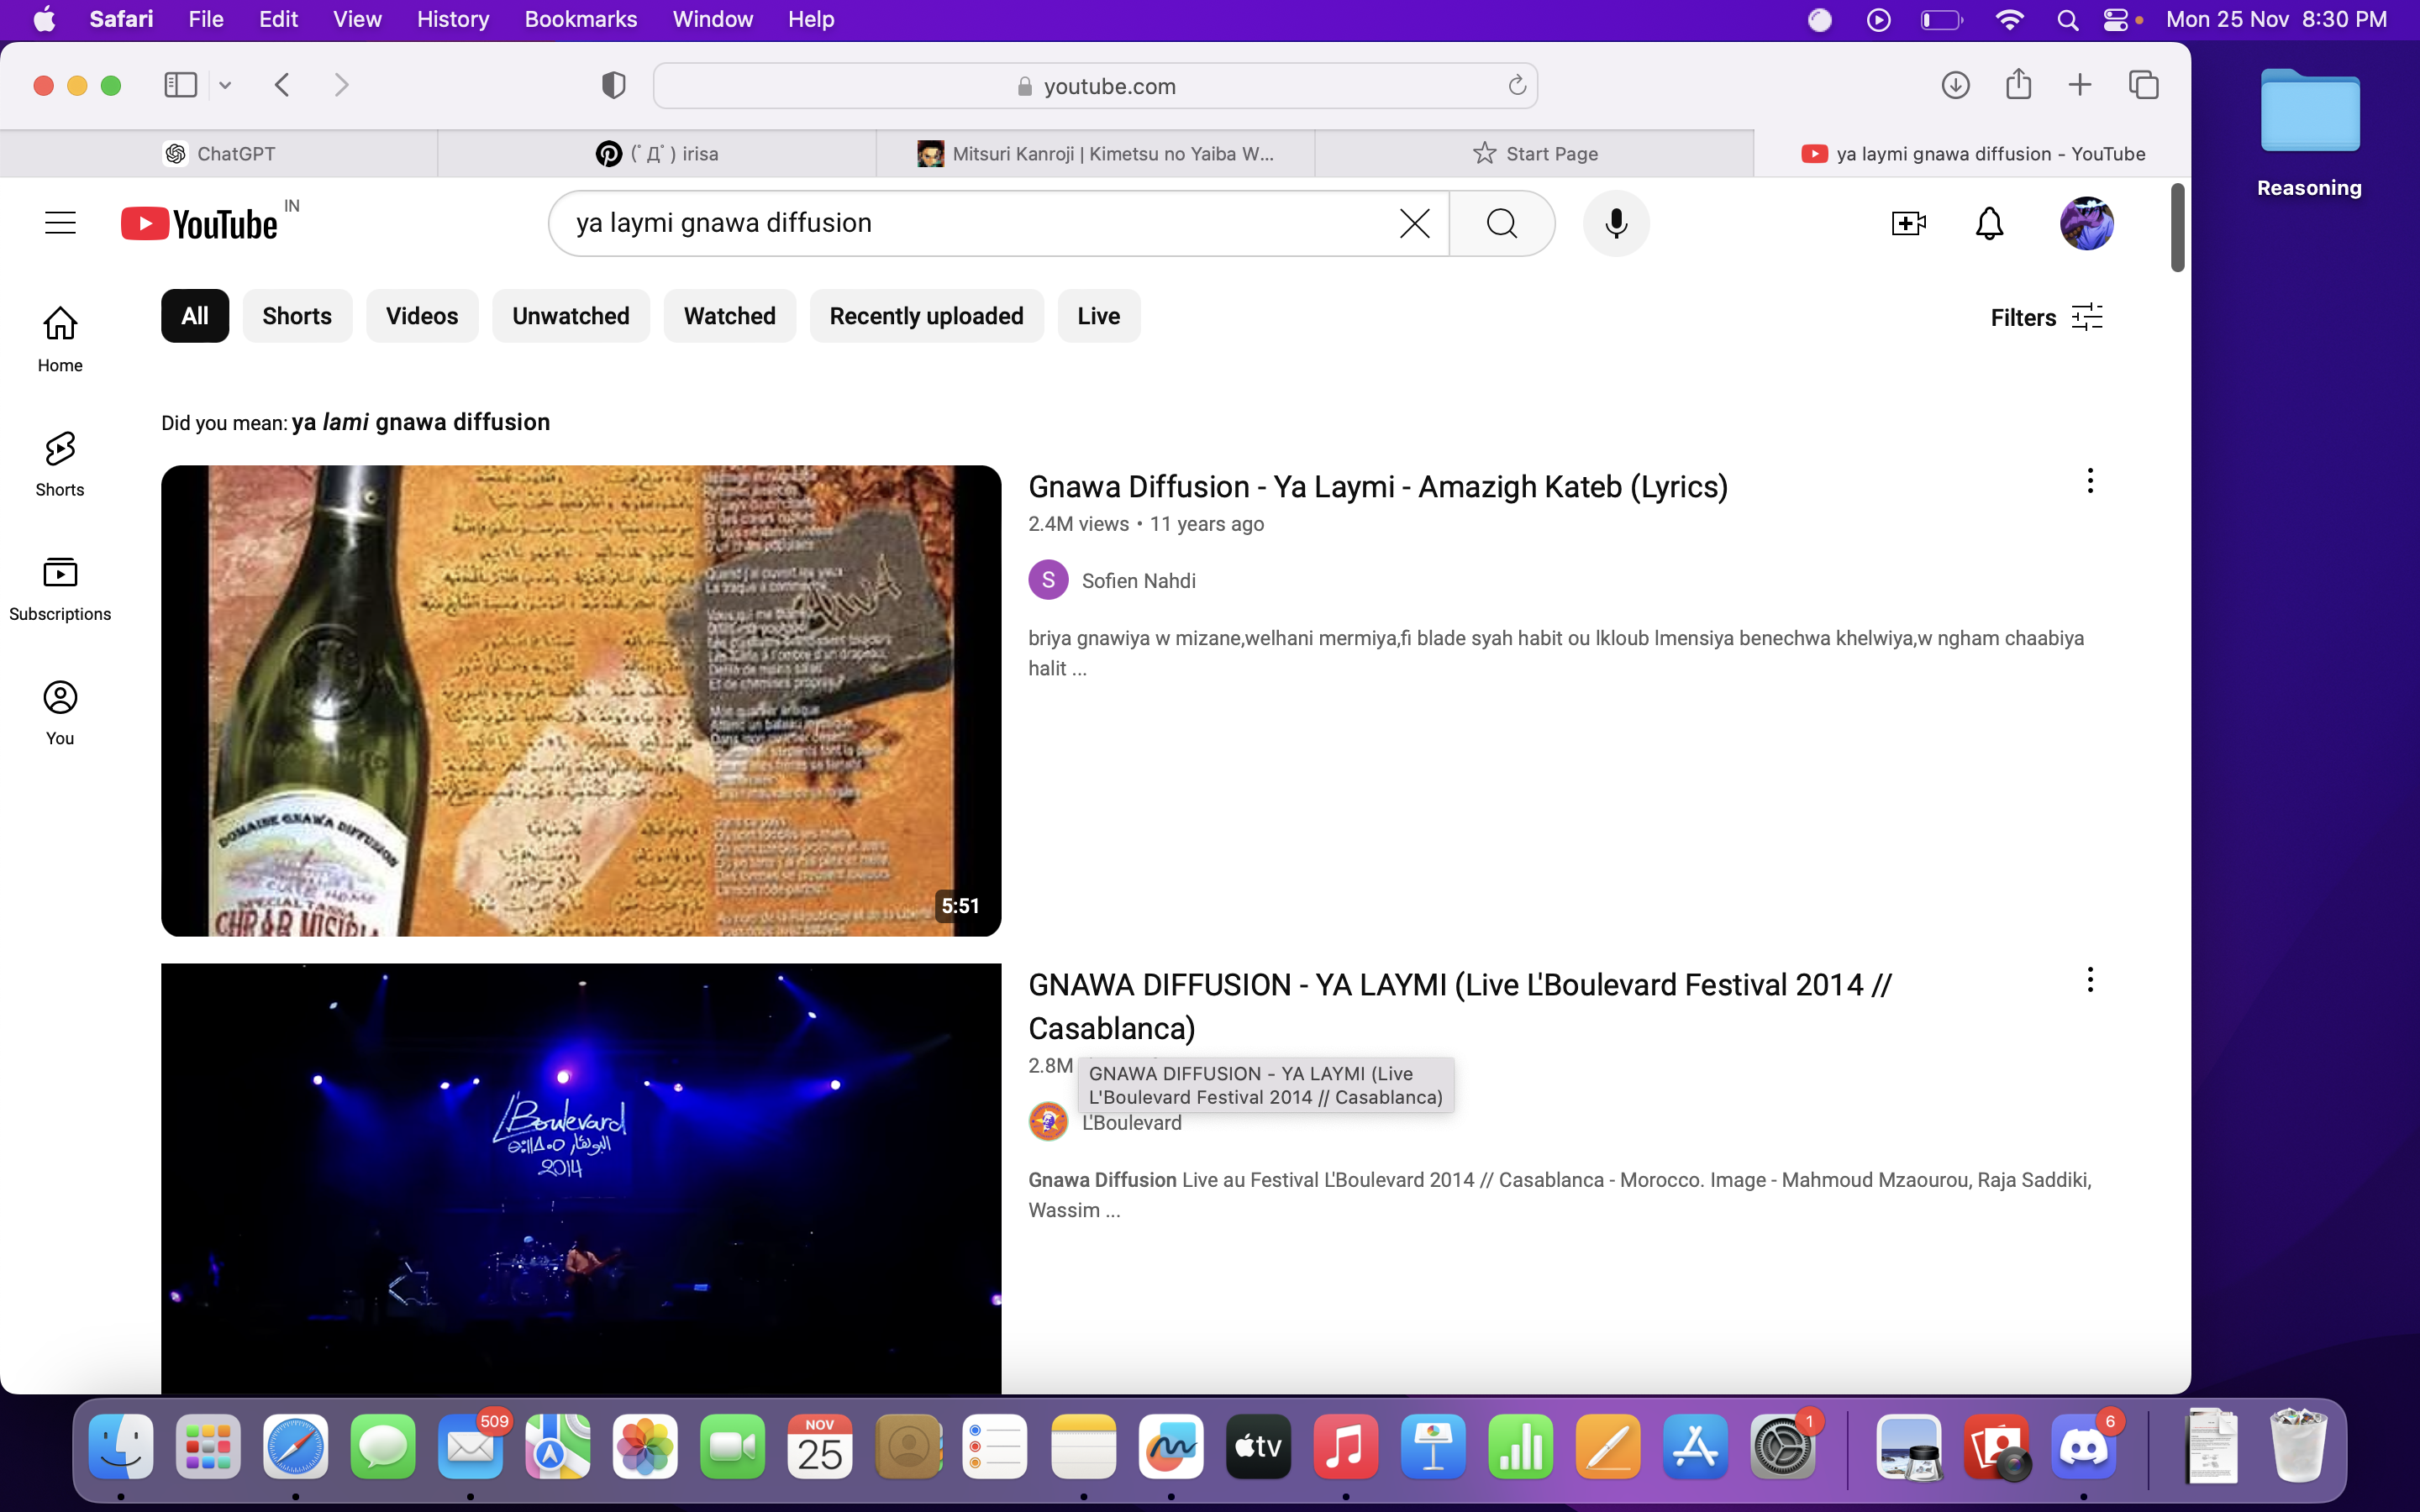 Safari File Edit View History Bookmarks Window Help Mon 25 Nov 8:30 PM
youtube.com
ChatGPT (ﾟДﾟ) irisa Mitsuri Kanroji | Kimetsu no Yaiba W... Start Page ya laymi gnawa diffusion - YouTube
Reasoning
YouTube IN
ya laymi gnawa diffusion
All Shorts Videos Unwatched Watched Recently uploaded Live Filters
Home
Shorts
Subscriptions
You
Did you mean: ya lami gnawa diffusion
DOMAINE GNAWA DIFFUSION
5:51
Gnawa Diffusion - Ya Laymi - Amazigh Kateb (Lyrics)
2.4M views • 11 years ago
S Sofien Nahdi
briya gnawiya w mizane,welhani mermiya,fi blade syah habit ou lkloub lmensiya benechwa khelwiya,w ngham chaabiya
halit ...
L'Boulevard
2014
GNAWA DIFFUSION - YA LAYMI (Live L'Boulevard Festival 2014 //
Casablanca)
2.8M
GNAWA DIFFUSION - YA LAYMI (Live
L'Boulevard Festival 2014 // Casablanca)
L'Boulevard
Gnawa Diffusion Live au Festival L'Boulevard 2014 // Casablanca - Morocco. Image - Mahmoud Mzaourou, Raja Saddiki,
Wassim ...
509
NOV
25
tv
1
6